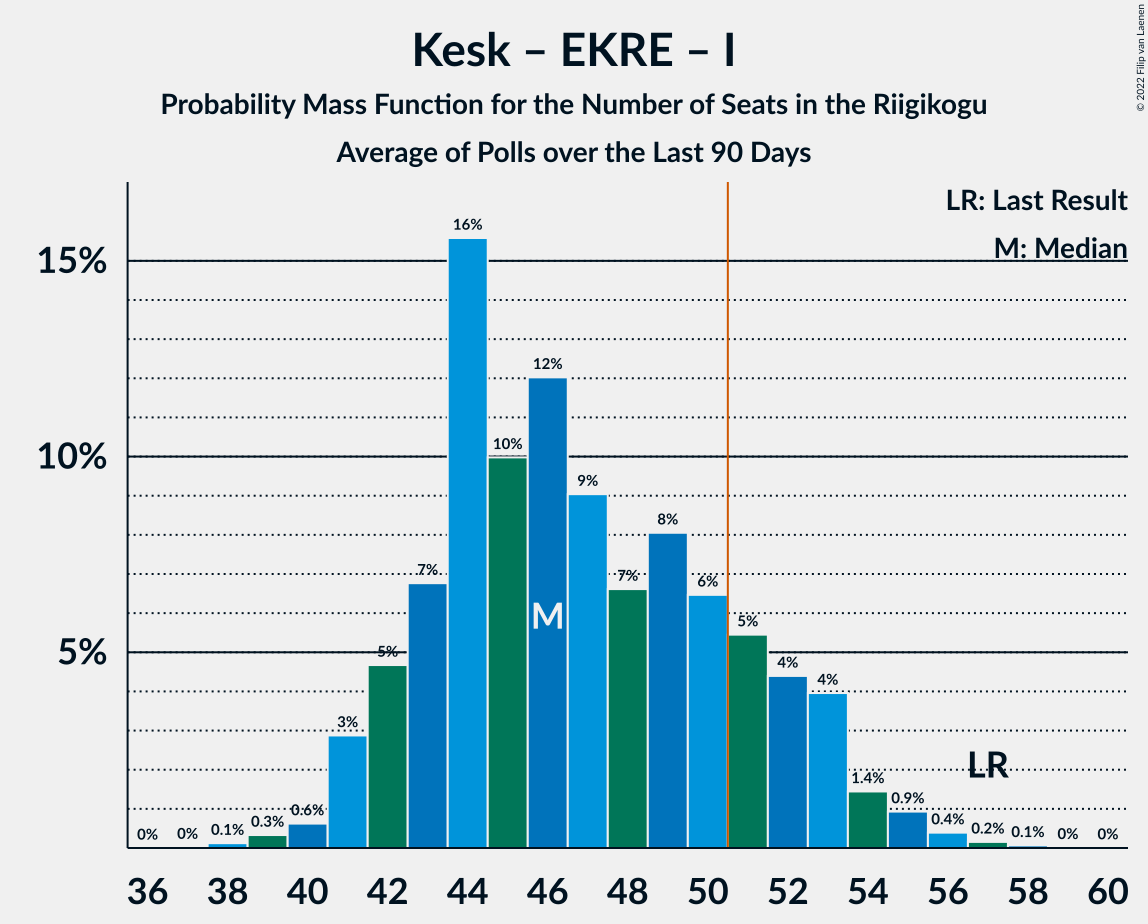 Kesk – EKRE – I
Probability Mass Function for the Number of Seats in the Riigikogu
Average of Polls over the Last 90 Days
© 2022 Filip van Laenen
LR: Last Result
M: Median
15%
10%
5%
0% 0% 0.1% 0.3% 0.6% 3% 5% 7% 16% 10% 12% 9% 7% 8% 6% 5% 4% 4% 1.4% 0.9% 0.4% 0.2% 0.1% 0% 0%
M
LR
36 38 40 42 44 46 48 50 52 54 56 58 60